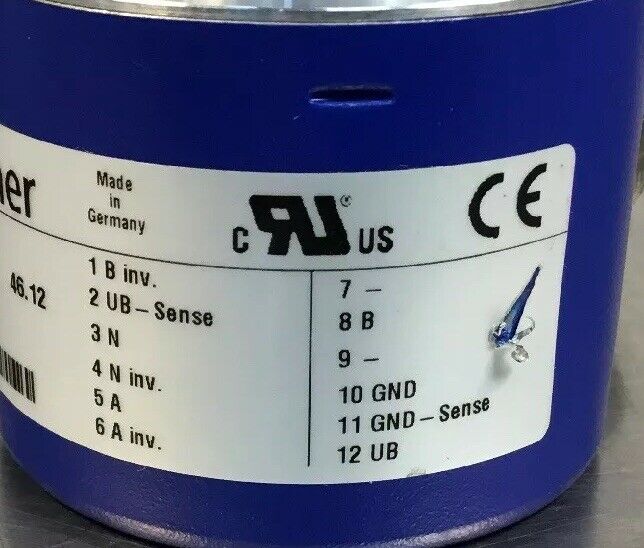 Made
in
Germany
C RU® US CE
46.12
1 B inv.
2 UB-Sense
3 N
4 N inv.
5 A
6 A inv.
7 -
8 B
9 -
10 GND
11 GND-Sense
12 UB